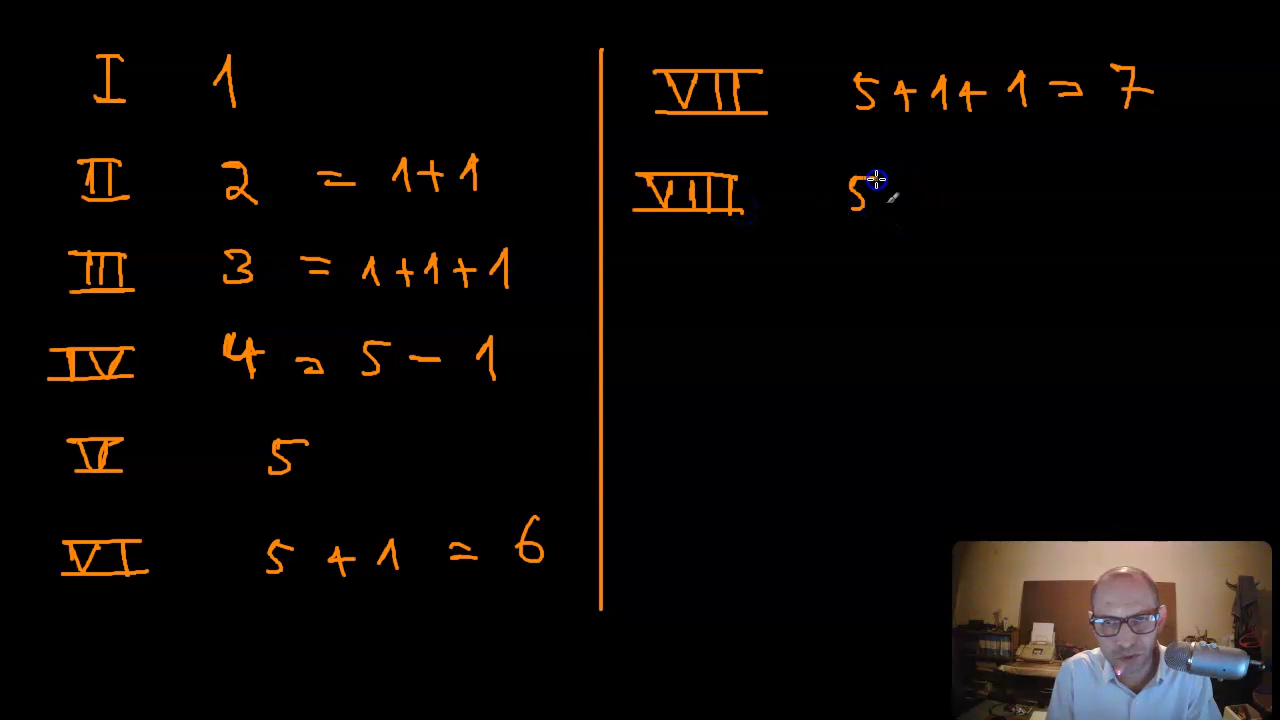 I 1
II 2 = 1+1
III 3 = 1+1+1
IV 4 = 5 - 1
V 5
VI 5 + 1 = 6
VII 5+1+1 = 7
VIII 5